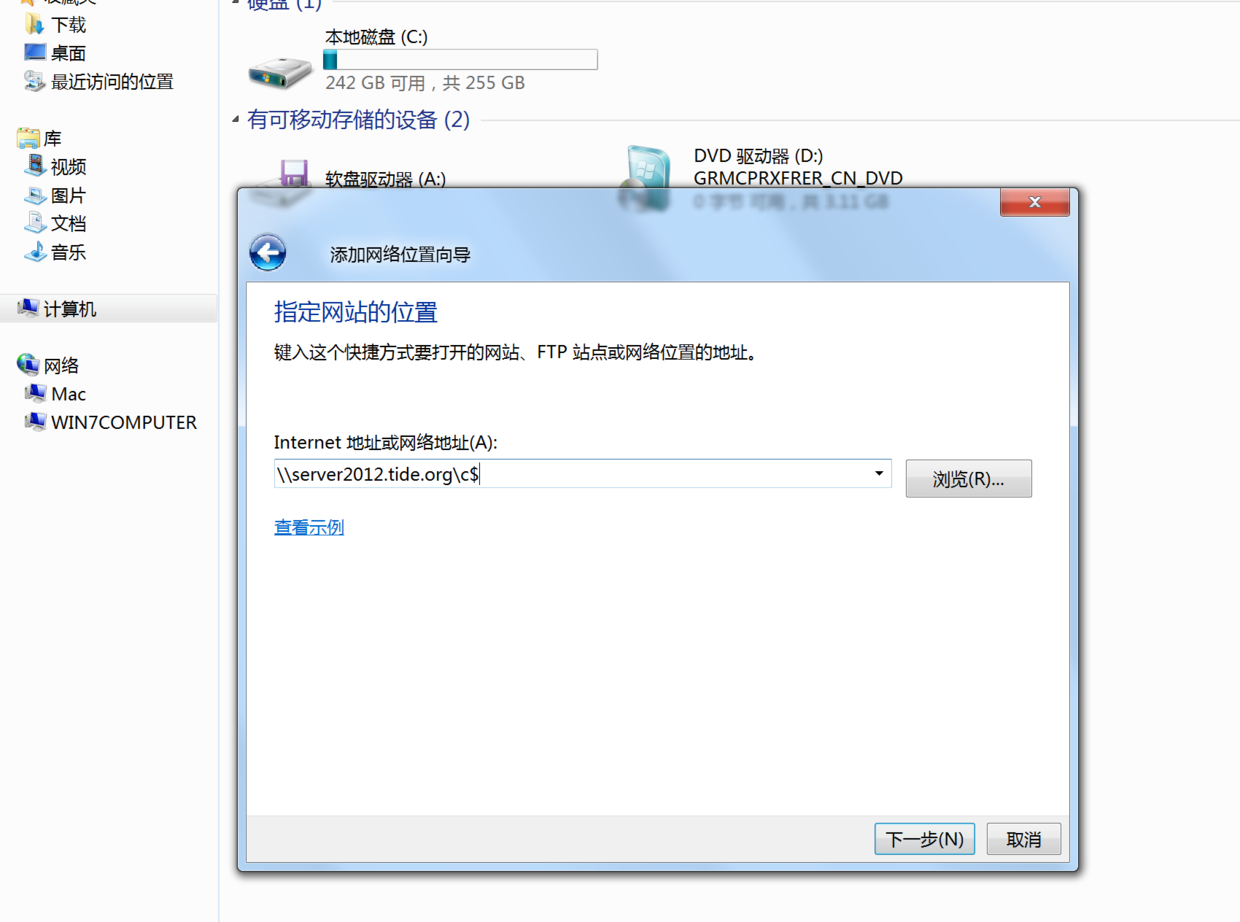 硬盘 (1)
下载
桌面
最近访问的位置
库
视频
图片
文档
音乐
计算机
网络
Mac
WIN7COMPUTER
本地磁盘 (C:)
242 GB 可用，共 255 GB
有可移动存储的设备 (2)
软盘驱动器 (A:)
DVD 驱动器 (D:)
GRMCPRXFRER_CN_DVD
0 字节 可用，共 3.11 GB
添加网络位置向导
指定网站的位置
键入这个快捷方式要打开的网站、FTP 站点或网络位置的地址。
Internet 地址或网络地址(A):
\\server2012.tide.org\c$
浏览(R)...
查看示例
下一步(N)
取消